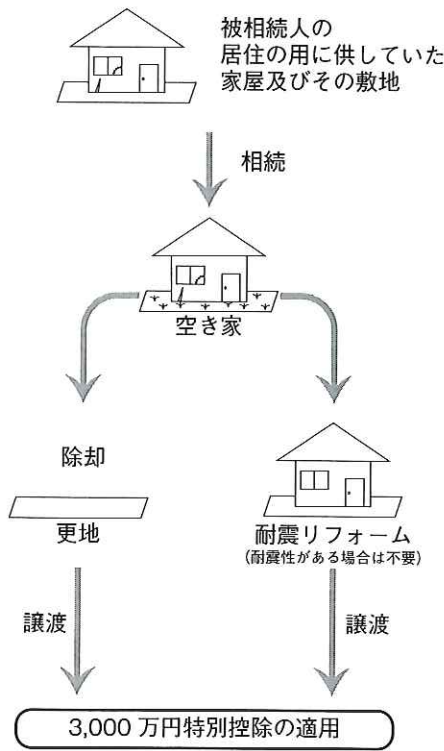 被相続人の
居住の用に供していた
家屋及びその敷地
相続
空き家
除却
更地
耐震リフォーム
(耐震性がある場合は不要)
譲渡
譲渡
3,000 万円特別控除の適用